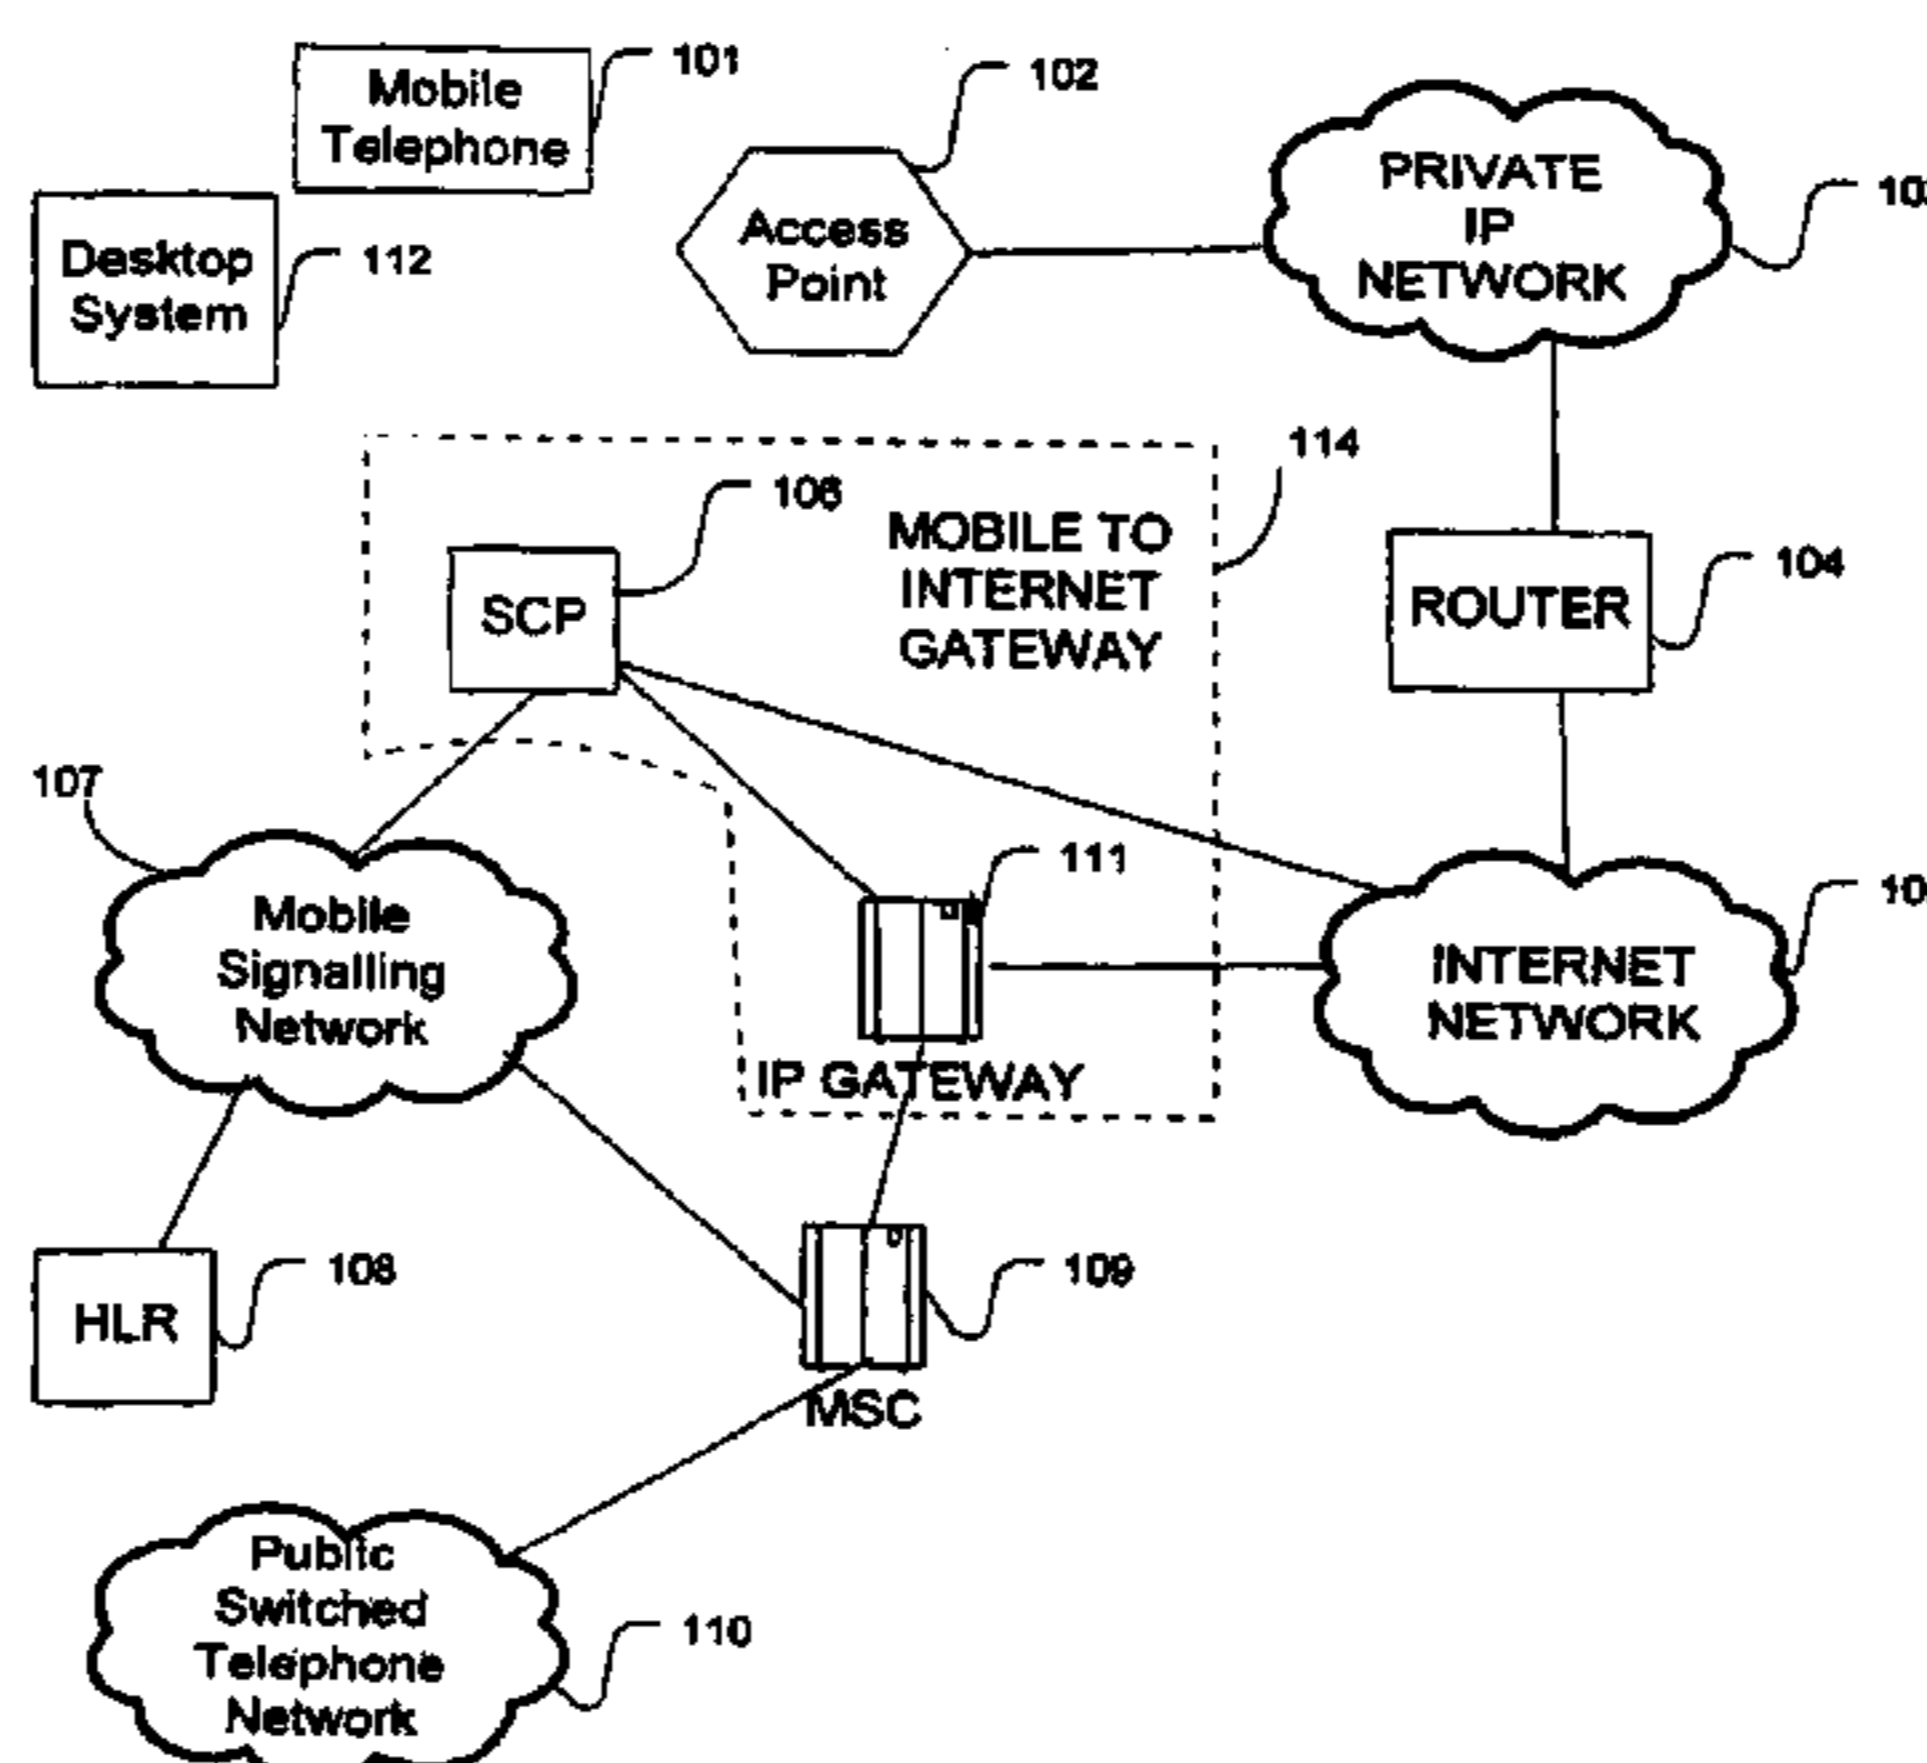 101
Mobile
Telephone
102
Access
Point
PRIVATE
IP
NETWORK
Desktop
System
112
114
106
SCP
MOBILE TO
INTERNET
GATEWAY
ROUTER
104
107
Mobile
Signalling
Network
111
IP GATEWAY
INTERNET
NETWORK
HLR
108
109
MSC
Public
Switched
Telephone
Network
110